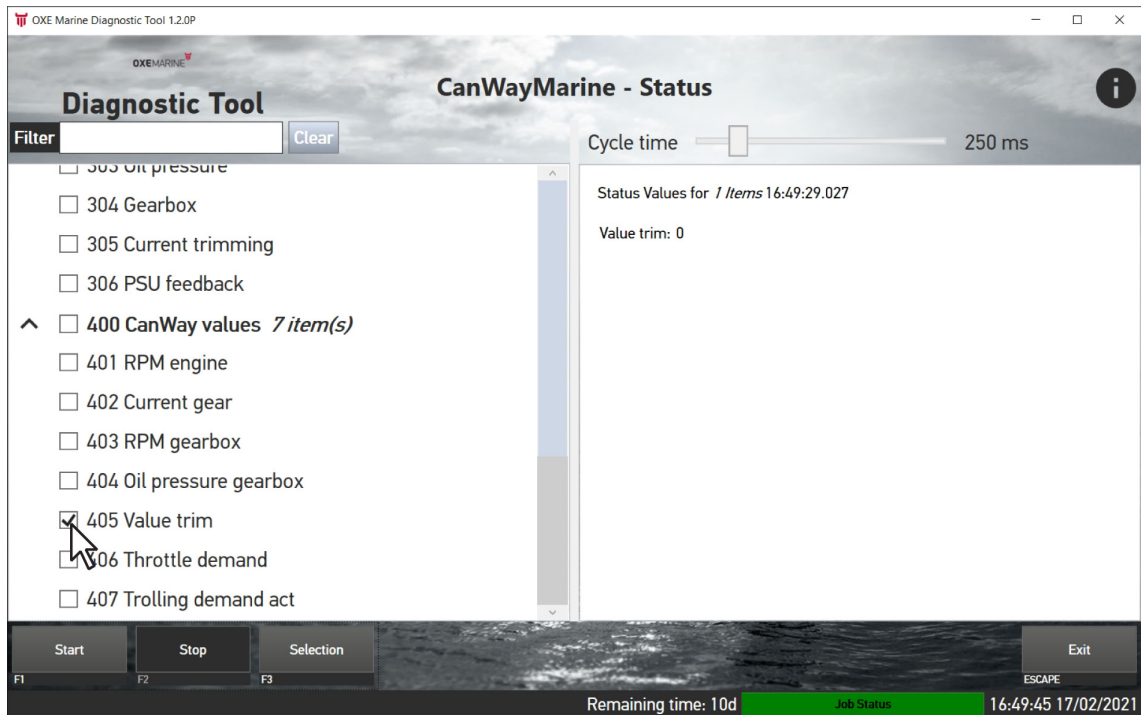 OXE Marine Diagnostic Tool 1.2.0P
OXEMARINE
Diagnostic Tool
CanWayMarine - Status
i
Filter
Clear
Cycle time
250 ms
303 Oil pressure
304 Gearbox
305 Current trimming
306 PSU feedback
400 CanWay values 7 item(s)
401 RPM engine
402 Current gear
403 RPM gearbox
404 Oil pressure gearbox
405 Value trim
406 Throttle demand
407 Trolling demand act
Status Values for 1 Items 16:49:29.027
Value trim: 0
Start
F1
Stop
F2
Selection
F3
Exit
ESCAPE
Remaining time: 10d
Job Status
16:49:45 17/02/2021